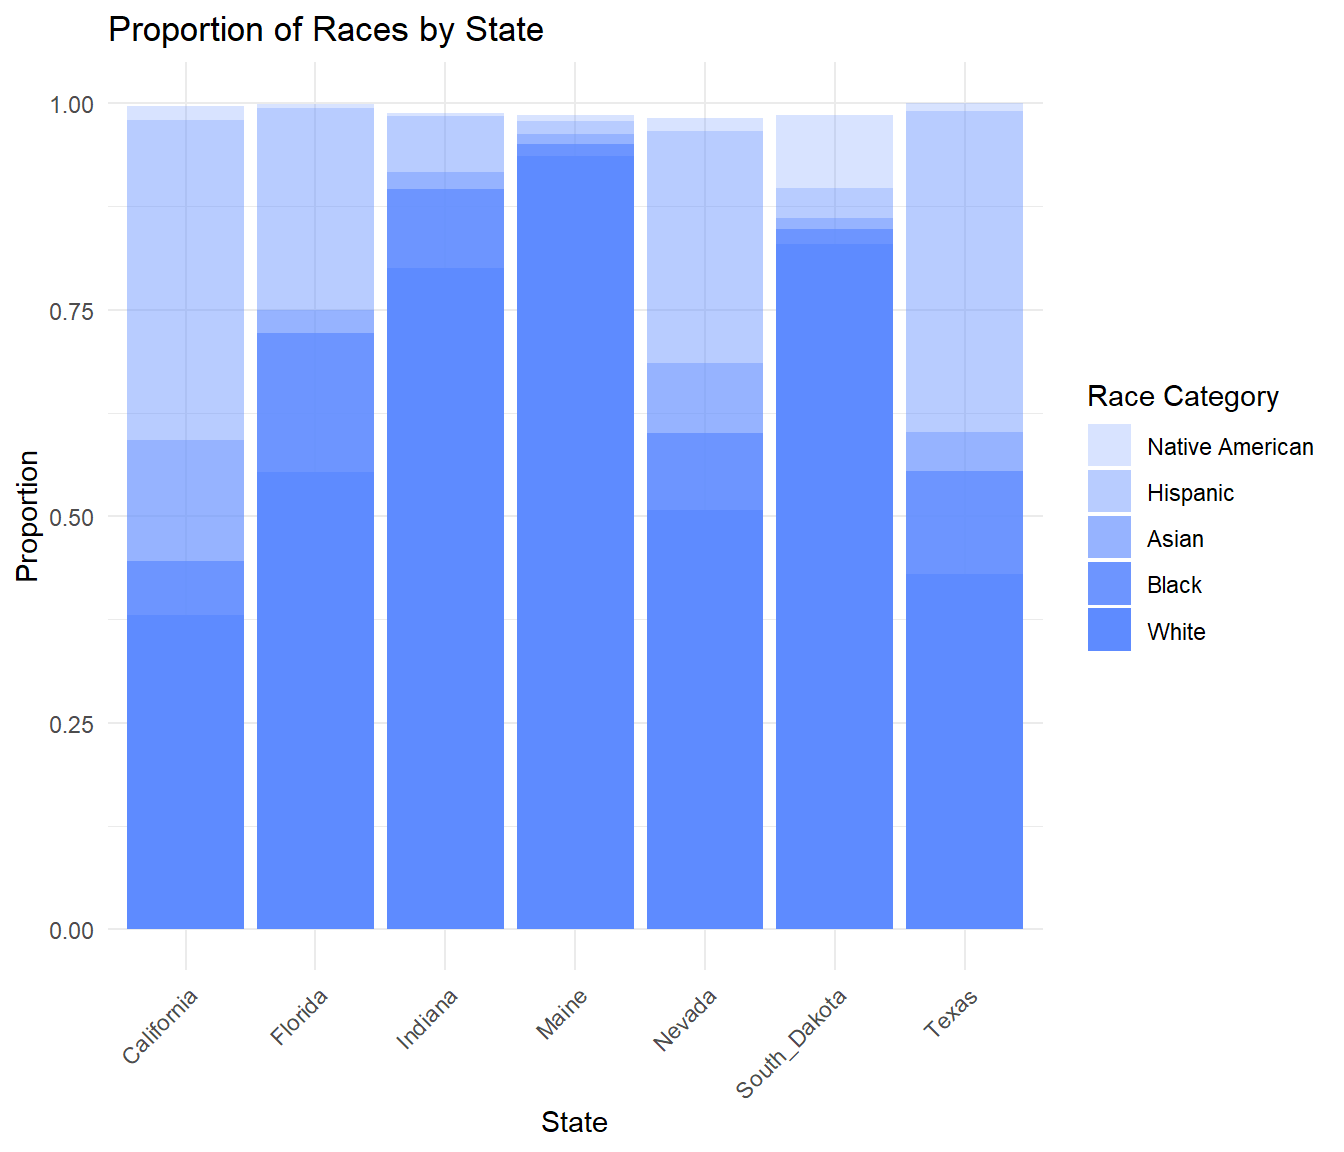 Proportion of Races by State
1.00
0.75
0.50
0.25
0.00
Proportion
California
Florida
Indiana
Maine
Nevada
South_Dakota
Texas
State
Race Category
Native American
Hispanic
Asian
Black
White